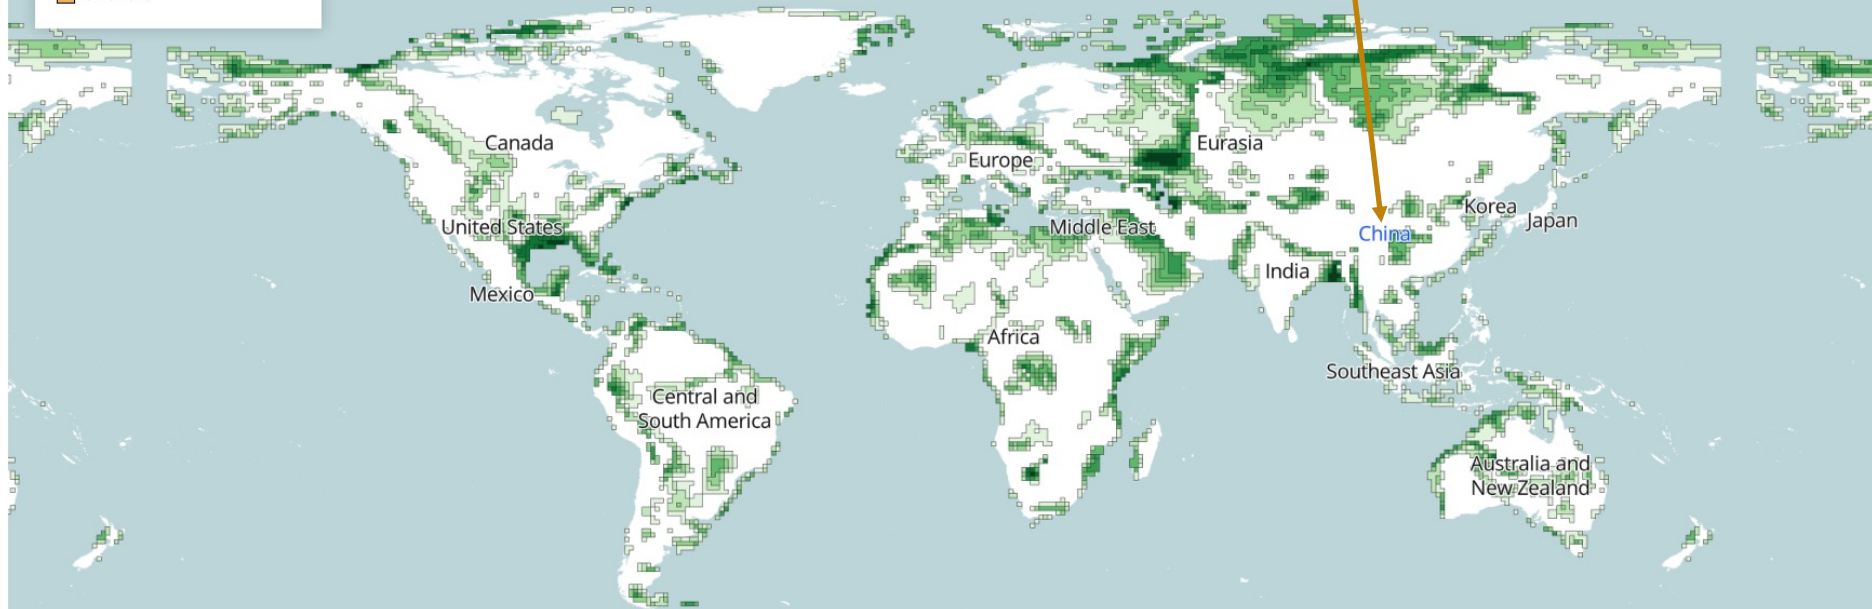 Canada
Eurasia
Europe
Korea
Japan
United States
Middle East
China
India
Mexico
Africa
Southeast Asia
Central and
South America
Australia and
New Zealand